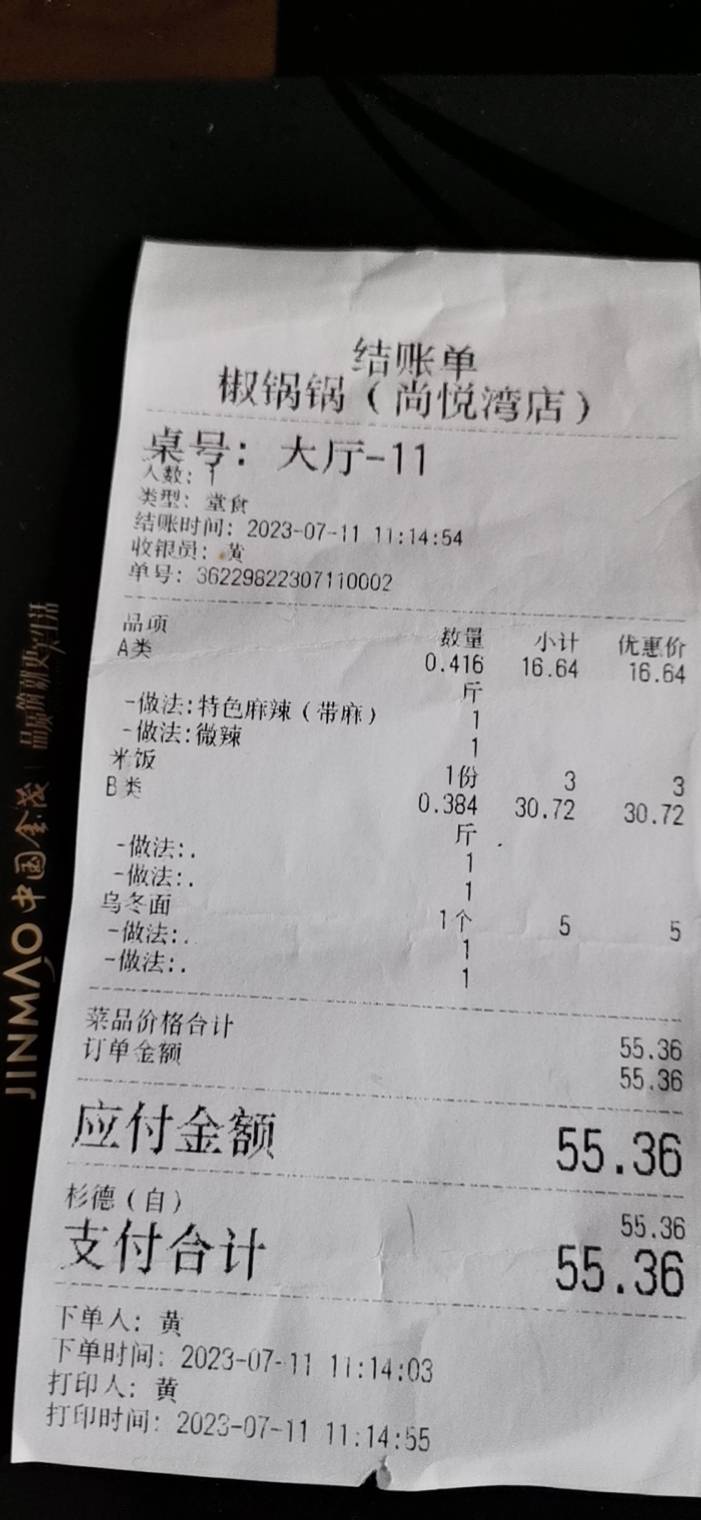 结账单
椒锅锅（尚悦湾店）
桌号：大厅-11
人数：1
类型：堂食
结账时间：2023-07-11 11:14:54
收银员：黄
单号：36229822307110002
品项 数量 小计 优惠价
A类 0.416 16.64 16.64
斤
-做法:特色麻辣（带麻） 1
-做法:微辣 1
米饭 1份 3 3
B类 0.384 30.72 30.72
斤
-做法:. 1
-做法:. 1
乌冬面 1个 5 5
-做法:. 1
-做法:. 1
菜品价格合计 55.36
订单金额 55.36
应付金额 55.36
杉德（自） 55.36
支付合计 55.36
下单人：黄
下单时间：2023-07-11 11:14:03
打印人：黄
打印时间：2023-07-11 11:14:55
JINMAO 中国金茂